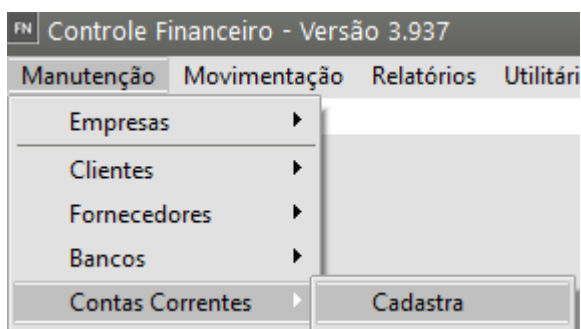 FN Controle Financeiro - Versão 3.937
Manutenção Movimentação Relatórios
Empresas
Clientes
Fornecedores
Bancos
Contas Correntes Cadastra